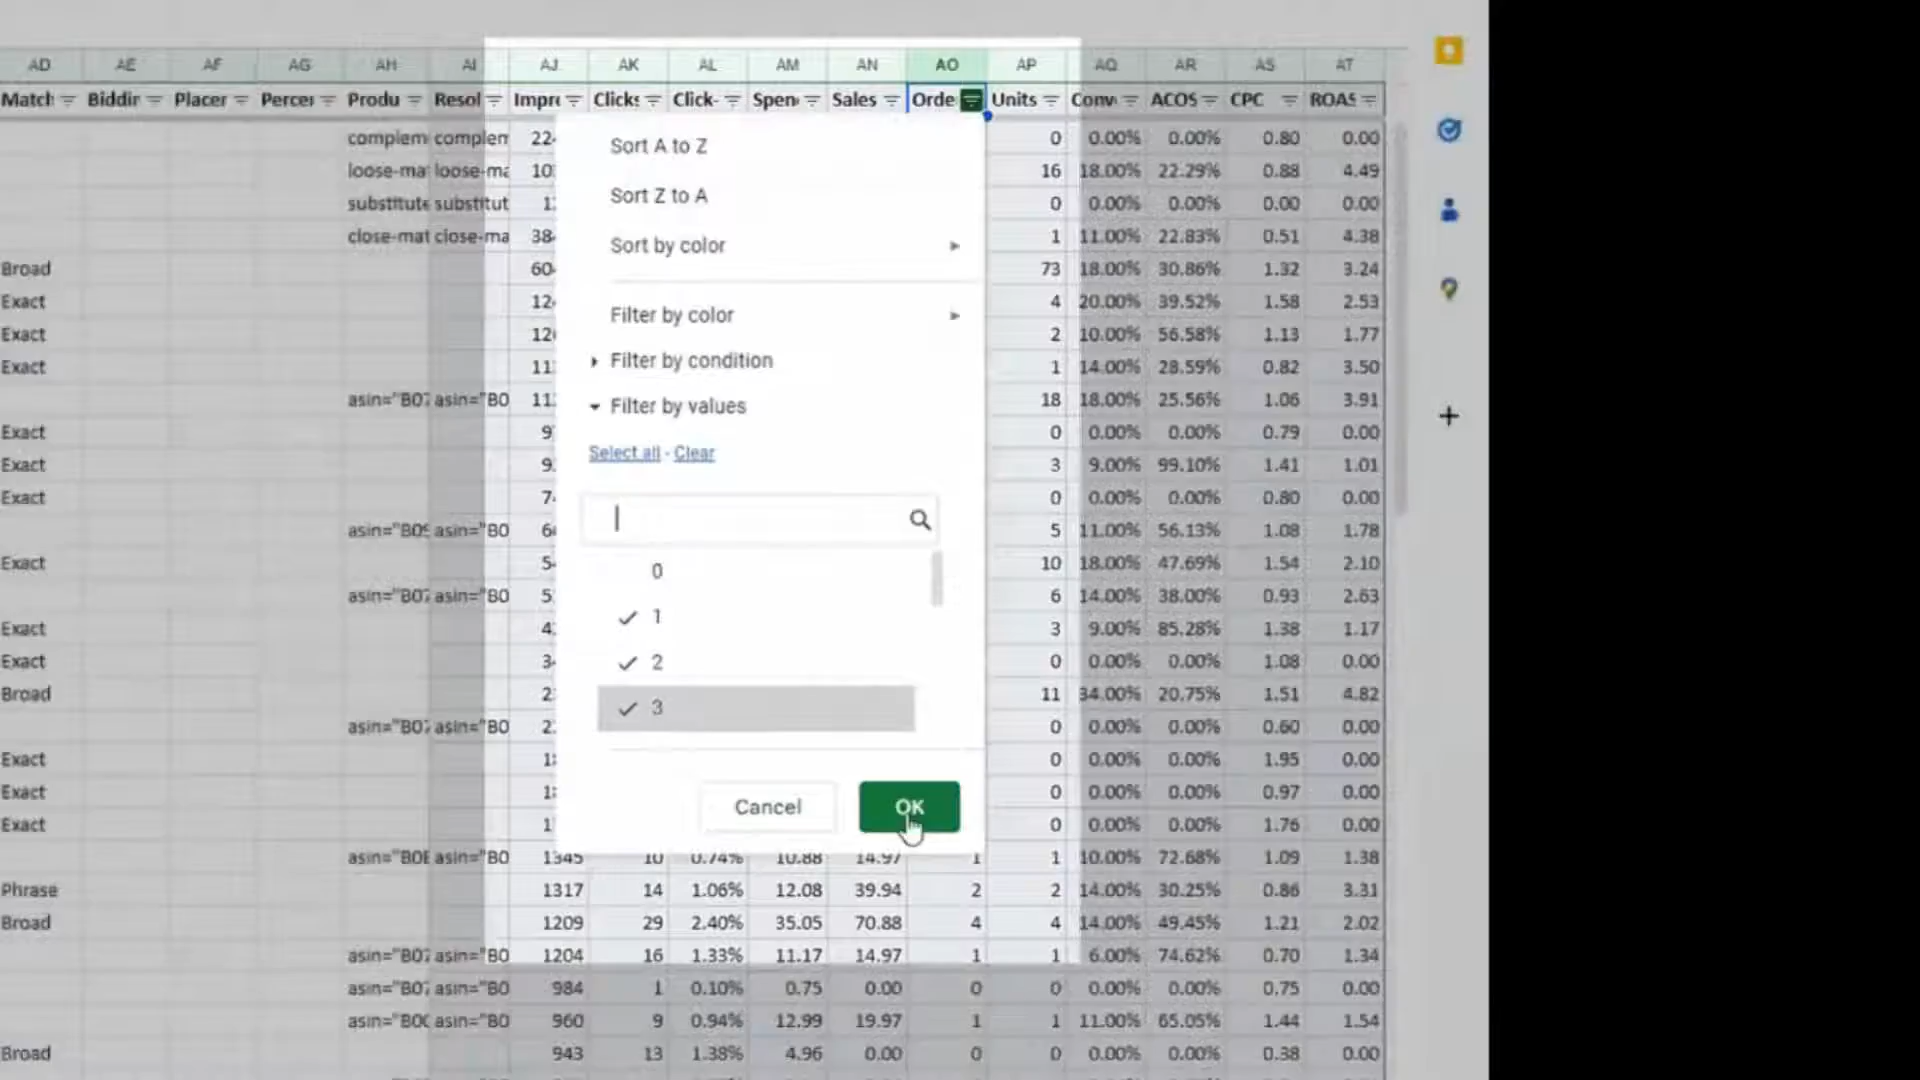 AD AE AF AG AH AI AJ AK AL AM AN AO AP AQ AR AS AT
Match Biddin Placer Percer Produ Resol Impre Clicks Click- Spen Sales Orde Units Conv ACOS CPC ROAS
complem complem 22 0 0.00% 0.00% 0.80 0.00
loose-ma loose-ma 10 16 18.00% 22.29% 0.88 4.49
substitute substitut 1 0 0.00% 0.00% 0.00 0.00
close-mat close-ma 38 1 11.00% 22.83% 0.51 4.38
Broad 60 73 18.00% 30.86% 1.32 3.24
Exact 12 4 20.00% 39.52% 1.58 2.53
Exact 12 2 10.00% 56.58% 1.13 1.77
Exact 11 1 14.00% 28.59% 0.82 3.50
asin="B07 asin="B0 11 18 18.00% 25.56% 1.06 3.91
Exact 9 0 0.00% 0.00% 0.79 0.00
Exact 9 3 9.00% 99.10% 1.41 1.01
Exact 7 0 0.00% 0.00% 0.80 0.00
asin="B09 asin="B0 6 5 11.00% 56.13% 1.08 1.78
Exact 5 10 18.00% 47.69% 1.54 2.10
asin="B07 asin="B0 5 6 14.00% 38.00% 0.93 2.63
Exact 4 3 9.00% 85.28% 1.38 1.17
Exact 3 0 0.00% 0.00% 1.08 0.00
Broad 2 11 34.00% 20.75% 1.51 4.82
asin="B07 asin="B0 2 0 0.00% 0.00% 0.60 0.00
Exact 1 0 0.00% 0.00% 1.95 0.00
Exact 1 0 0.00% 0.00% 0.97 0.00
Exact 1 0 0.00% 0.00% 1.76 0.00
asin="B0E asin="B0 1345 10 0.74% 10.88 14.97 1 1 10.00% 72.68% 1.09 1.38
Phrase 1317 14 1.06% 12.08 39.94 2 2 14.00% 30.25% 0.86 3.31
Broad 1209 29 2.40% 35.05 70.88 4 4 14.00% 49.45% 1.21 2.02
asin="B07 asin="B0 1204 16 1.33% 11.17 14.97 1 1 6.00% 74.62% 0.70 1.34
asin="B07 asin="B0 984 1 0.10% 0.75 0.00 0 0 0.00% 0.00% 0.75 0.00
asin="B0C asin="B0 960 9 0.94% 12.99 19.97 1 1 11.00% 65.05% 1.44 1.54
Broad 943 13 1.38% 4.96 0.00 0 0 0.00% 0.00% 0.38 0.00
Sort A to Z
Sort Z to A
Sort by color
Filter by color
Filter by condition
Filter by values
Select all - Clear
0
1
2
3
Cancel OK